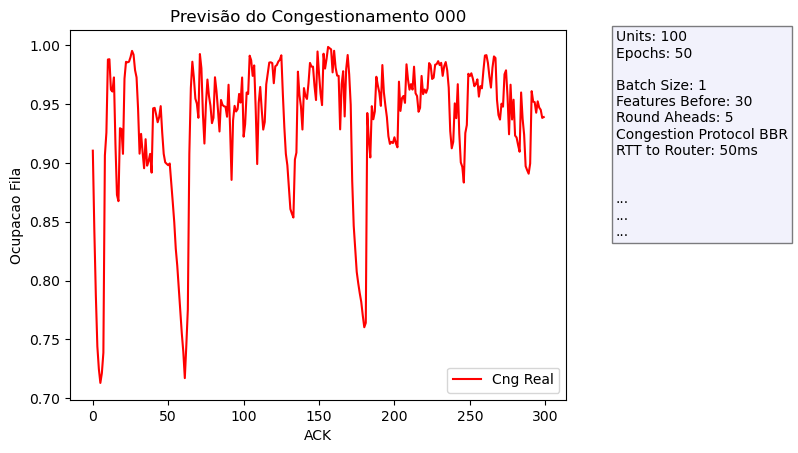 Previsão do Congestionamento 000
Units: 100
Epochs: 50
Batch Size: 1
Features Before: 30
Round Aheads: 5
Congestion Protocol BBR
RTT to Router: 50ms
...
...
...
Ocupacao Fila
1.00
0.95
0.90
0.85
0.80
0.75
0.70
Cng Real
0 50 100 150 200 250 300
ACK